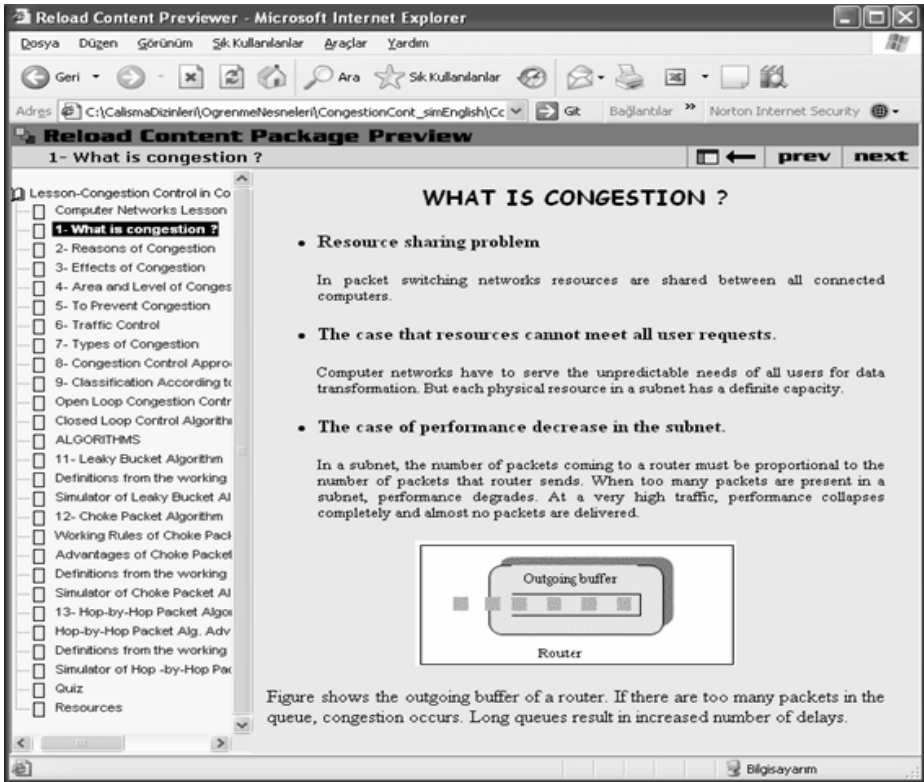 Reload Content Previewer - Microsoft Internet Explorer
Dosya Düzen Görünüm Sık Kullanılanlar Araçlar Yardım
Geri Ara Sık Kullanılanlar
Adres C:\CalismaDizinleri\OgrenmeNesneleri\CongestionCont_simEnglish\Cc Git Bağlantılar » Norton Internet Security
Reload Content Package Preview
1- What is congestion ? prev next
Lesson-Congestion Control in Co
Computer Networks Lesson
1- What is congestion ?
2- Reasons of Congestion
3- Effects of Congestion
4- Area and Level of Conges
5- To Prevent Congestion
6- Traffic Control
7- Types of Congestion
8- Congestion Control Appro
9- Classification According to
Open Loop Congestion Contr
Closed Loop Control Algorith
ALGORITHMS
11- Leaky Bucket Algorithm
Definitions from the working
Simulator of Leaky Bucket Al
12- Choke Packet Algorithm
Working Rules of Choke Pack
Advantages of Choke Packet
Definitions from the working
Simulator of Choke Packet Al
13- Hop-by-Hop Packet Algor
Hop-by-Hop Packet Alg. Adv
Definitions from the working
Simulator of Hop -by-Hop Pac
Quiz
Resources
WHAT IS CONGESTION ?
• Resource sharing problem
In packet switching networks resources are shared between all connected
computers.
• The case that resources cannot meet all user requests.
Computer networks have to serve the unpredictable needs of all users for data
transformation. But each physical resource in a subnet has a definite capacity.
• The case of performance decrease in the subnet.
In a subnet, the number of packets coming to a router must be proportional to the
number of packets that router sends. When too many packets are present in a
subnet, performance degrades. At a very high traffic, performance collapses
completely and almost no packets are delivered.
Outgoing buffer
Router
Figure shows the outgoing buffer of a router. If there are too many packets in the
queue, congestion occurs. Long queues result in increased number of delays.
Bilgisayarım